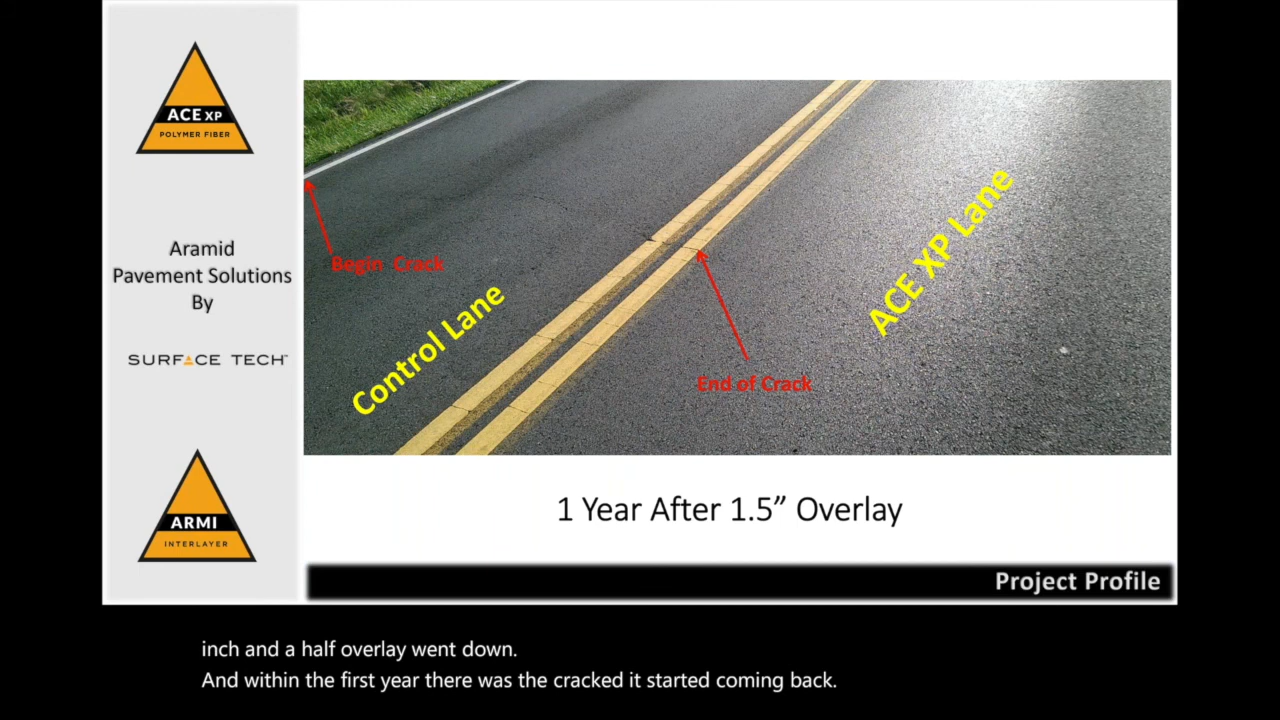 ACE XP
POLYMER FIBER
Aramid
Pavement Solutions
By
SURFACE TECH
ARMI
INTERLAYER
Begin Crack
Control Lane
ACE XP Lane
End of Crack
1 Year After 1.5” Overlay
Project Profile
inch and a half overlay went down.
And within the first year there was the cracked it started coming back.